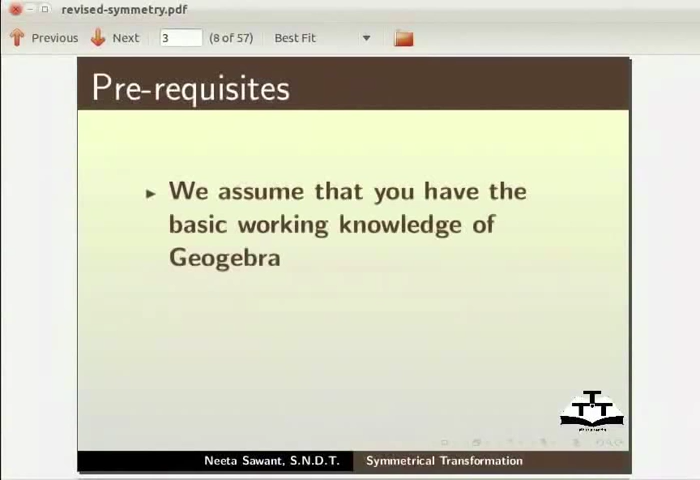 revised-symmetry.pdf
Previous Next 3 (8 of 57) Best Fit
Pre-requisites
We assume that you have the
basic working knowledge of
Geogebra
T
T T
Neeta Sawant, S.N.D.T. Symmetrical Transformation